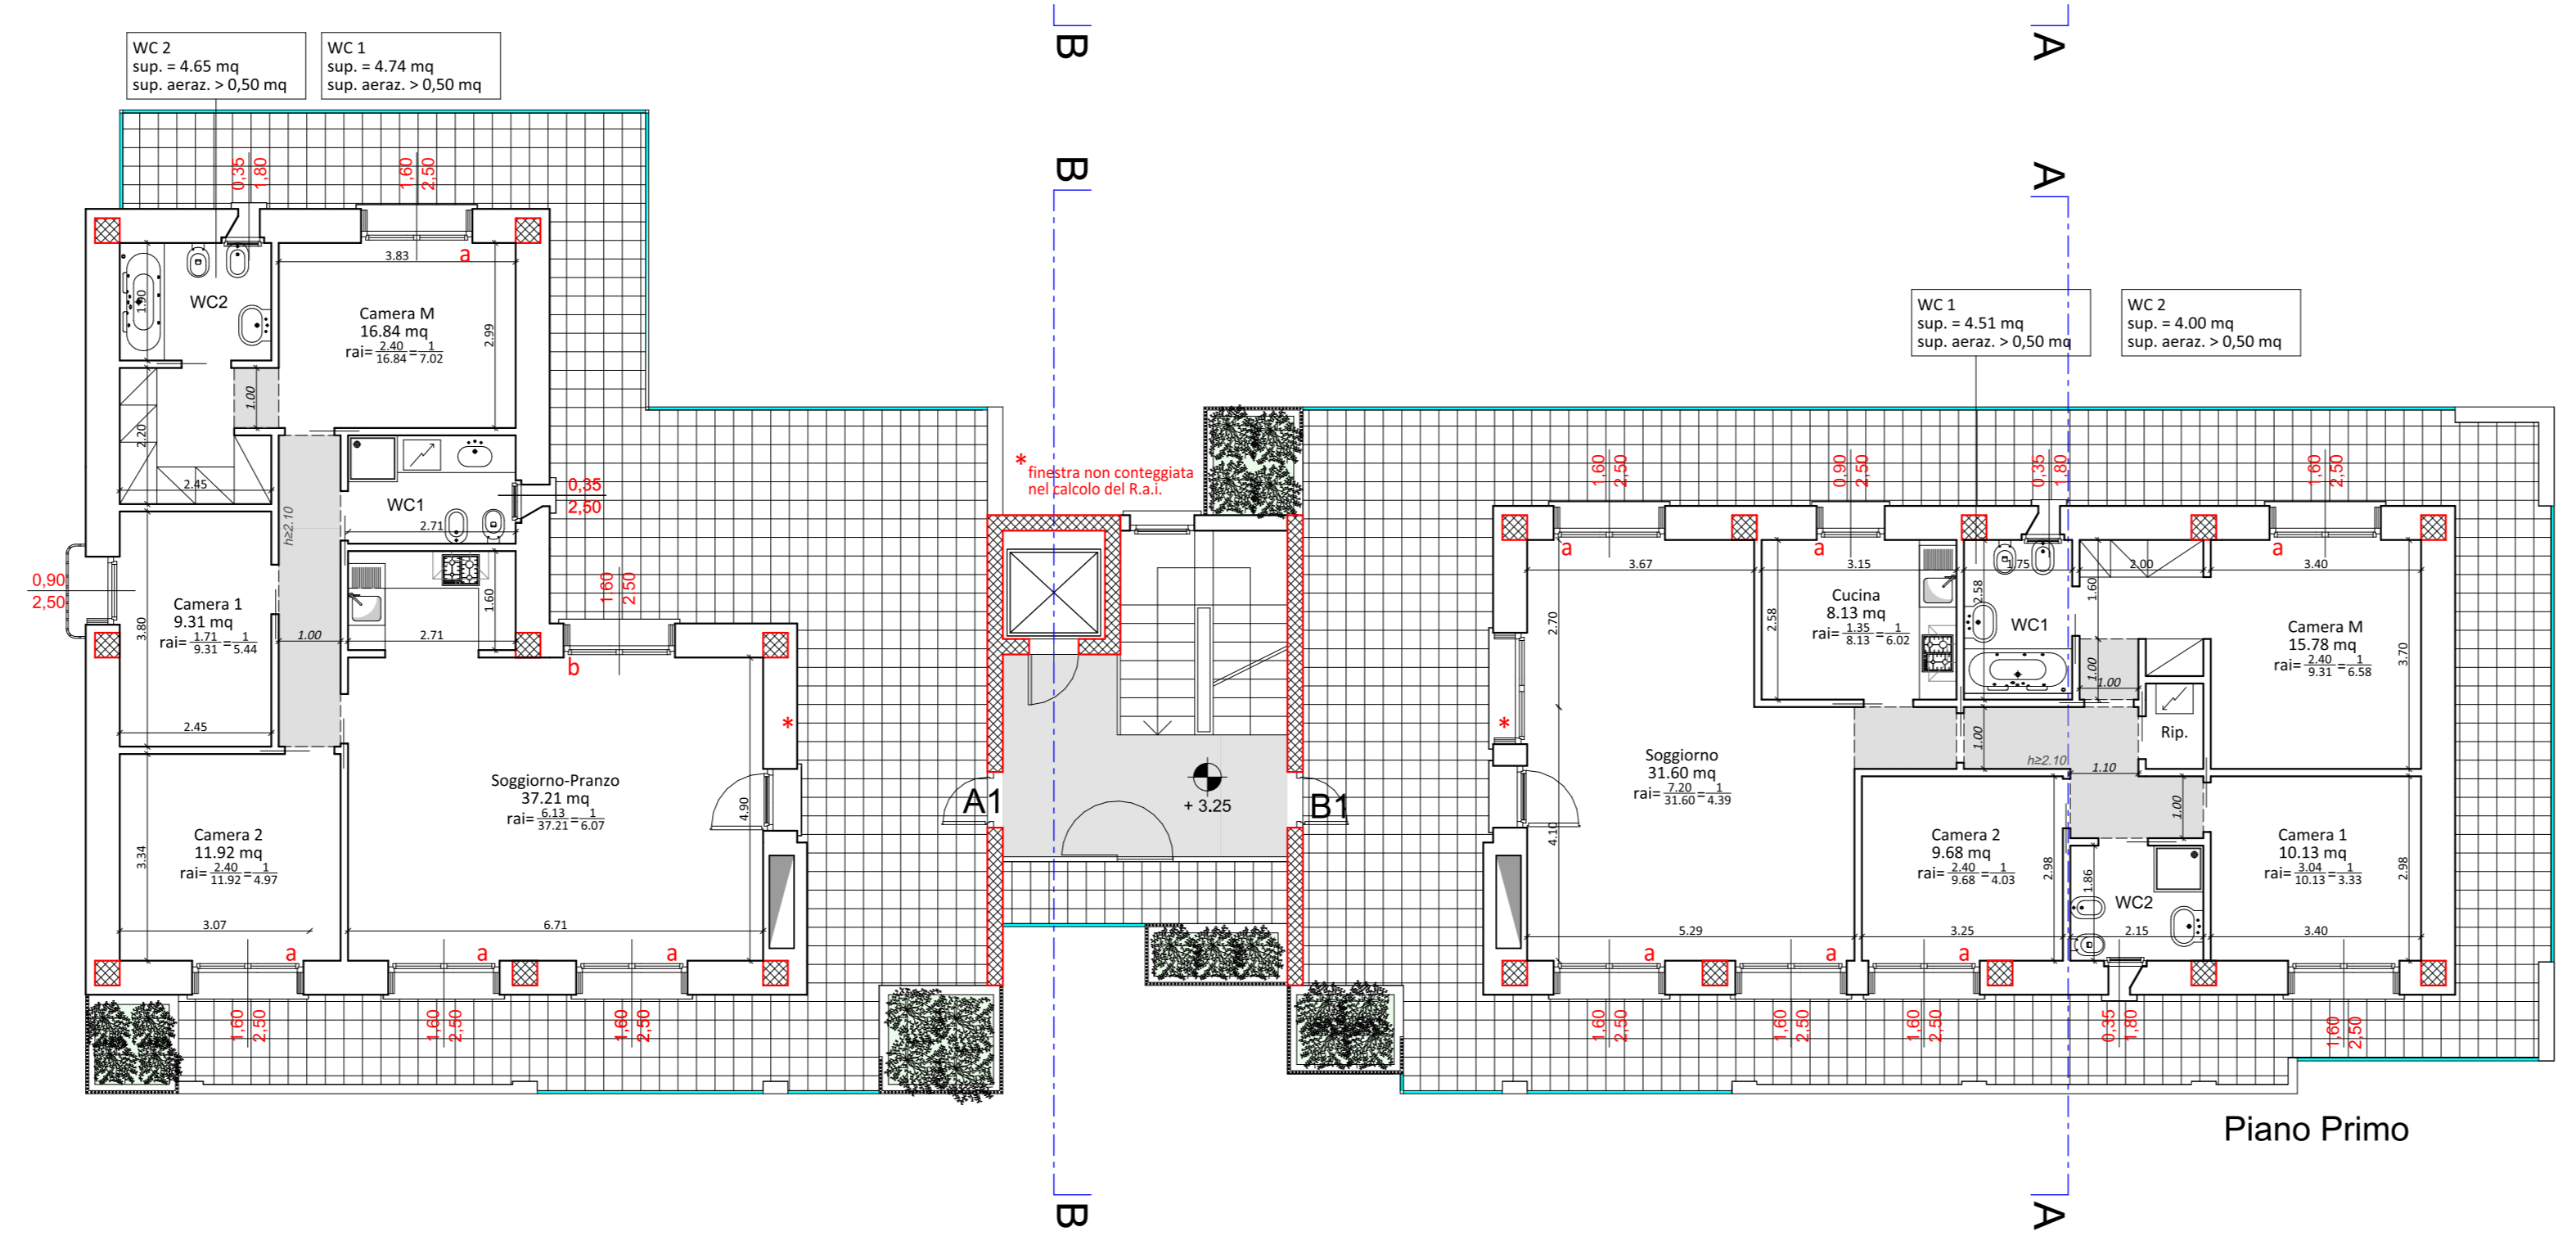 B
A
WC 2
sup. = 4.65 mq
sup. aeraz. > 0,50 mq
WC 1
sup. = 4.74 mq
sup. aeraz. > 0,50 mq
B
A
0,35
1,80
1,60
2,50
a
3.83
1.90
WC2
Camera M
16.84 mq
rai= 2.40/16.84 = 1/7.02
2.99
1.00
2.20
2.45
h≥2.10
WC1
2.71
0,35
2,50
0,90
2,50
Camera 1
9.31 mq
rai= 1.71/9.31 = 1/5.44
3.80
2.45
1.00
2.71
1.60
1,60
2,50
b
*
Soggiorno-Pranzo
37.21 mq
rai= 6.13/37.21 = 1/6.07
4.90
6.71
Camera 2
11.92 mq
rai= 2.40/11.92 = 1/4.97
3.34
3.07
a
a
a
1,60
2,50
1,60
2,50
1,60
2,50
*
finestra non conteggiata
nel calcolo del R.a.i.
A1
+ 3.25
B1
WC 1
sup. = 4.51 mq
sup. aeraz. > 0,50 mq
WC 2
sup. = 4.00 mq
sup. aeraz. > 0,50 mq
1,60
2,50
0,90
2,50
0,35
1,80
1,60
2,50
a
a
a
3.67
3.15
1.75
2.00
3.40
2.70
2.58
Cucina
8.13 mq
rai= 1.35/8.13 = 1/6.02
2.58
WC1
1.60
1.00
1.00
Camera M
15.78 mq
rai= 2.40/9.31 = 1/6.58
3.70
*
Soggiorno
31.60 mq
rai= 7.20/31.60 = 1/4.39
4.10
5.29
1.00
h≥2.10
1.10
Rip.
1.00
Camera 2
9.68 mq
rai= 2.40/9.68 = 1/4.03
2.98
3.25
1.86
WC2
2.15
Camera 1
10.13 mq
rai= 3.04/10.13 = 1/3.33
2.98
3.40
a
a
a
1,60
2,50
1,60
2,50
1,60
2,50
0,35
1,80
1,60
2,50
Piano Primo
B
A